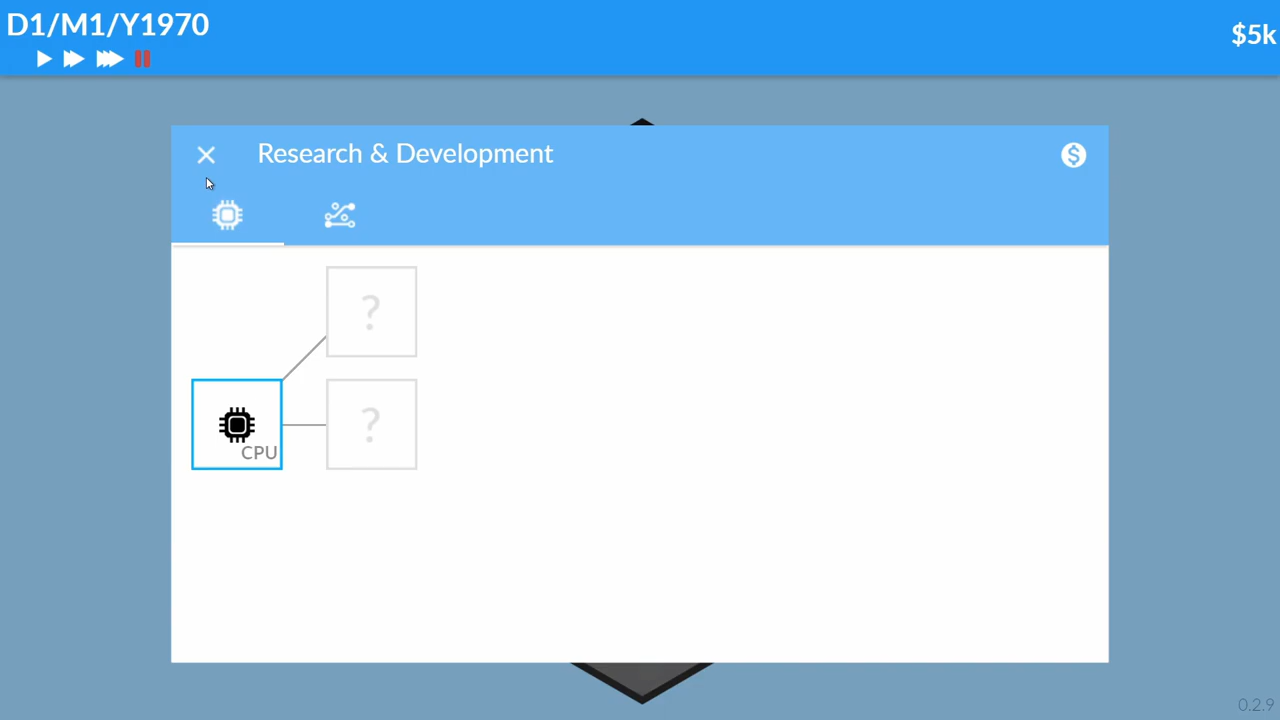 D1/M1/Y1970
$5k
Research & Development
?
CPU
?
0.2.9